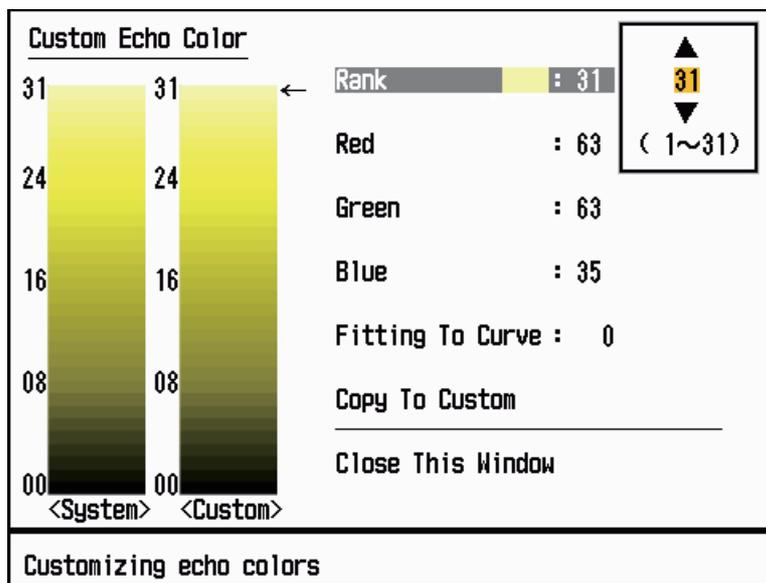 Custom Echo Color
31 31 ←
24 24
16 16
08 08
00 00
<System> <Custom>
Rank : 31
Red : 63
Green : 63
Blue : 35
Fitting To Curve : 0
Copy To Custom
Close This Window
▲
31
▼
( 1〜31)
Customizing echo colors